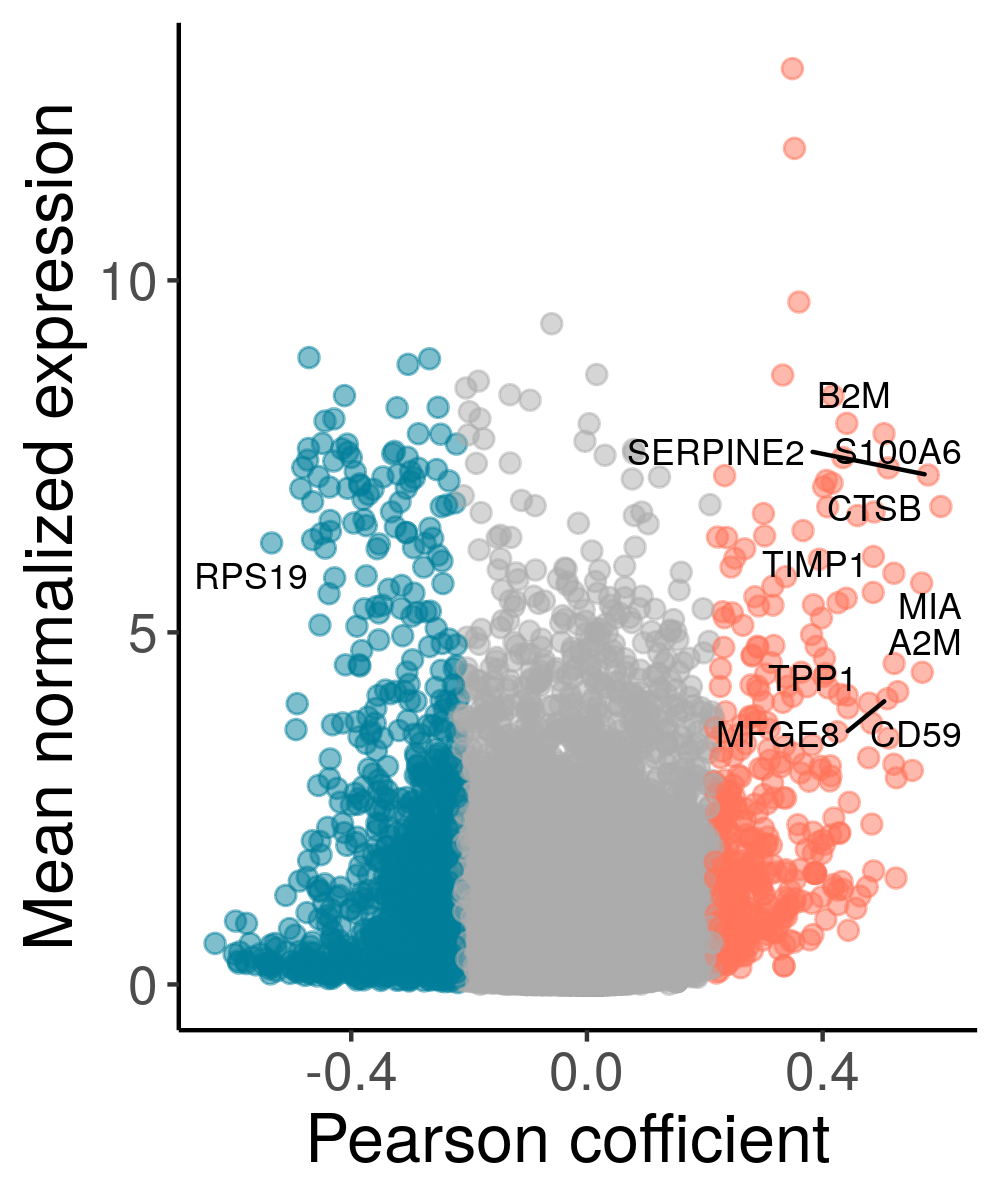 Mean normalized expression
10
5
0
B2M
SERPINE2
S100A6
CTSB
TIMP1
RPS19
MIA
A2M
TPP1
MFGE8
CD59
-0.4
0.0
0.4
Pearson cofficient